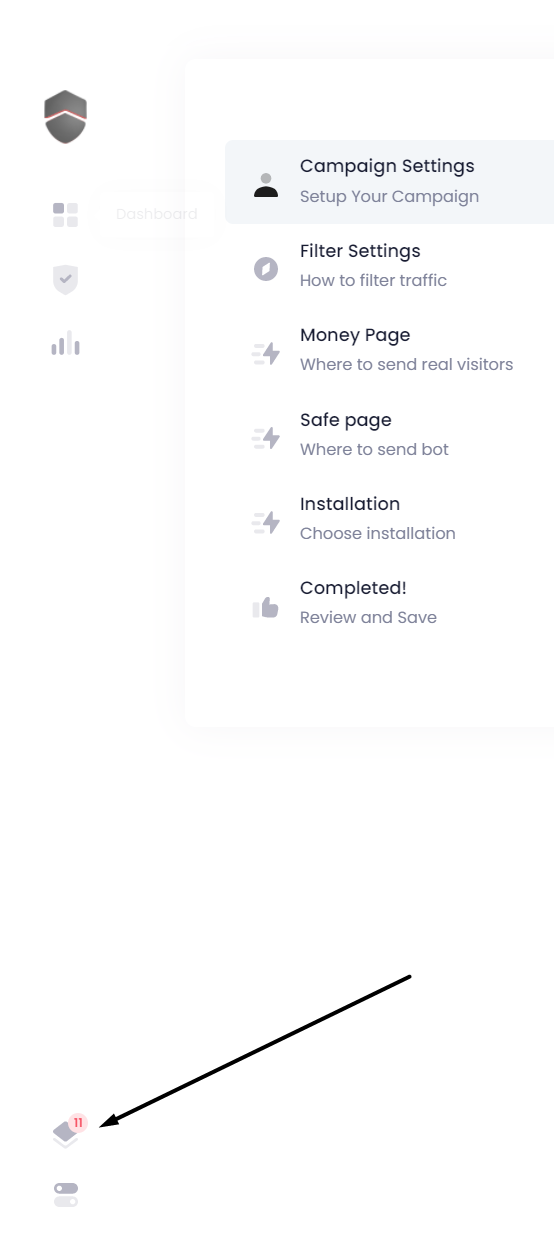 Dashboard
Campaign Settings
Setup Your Campaign
Filter Settings
How to filter traffic
Money Page
Where to send real visitors
Safe page
Where to send bot
Installation
Choose installation
Completed!
Review and Save
11